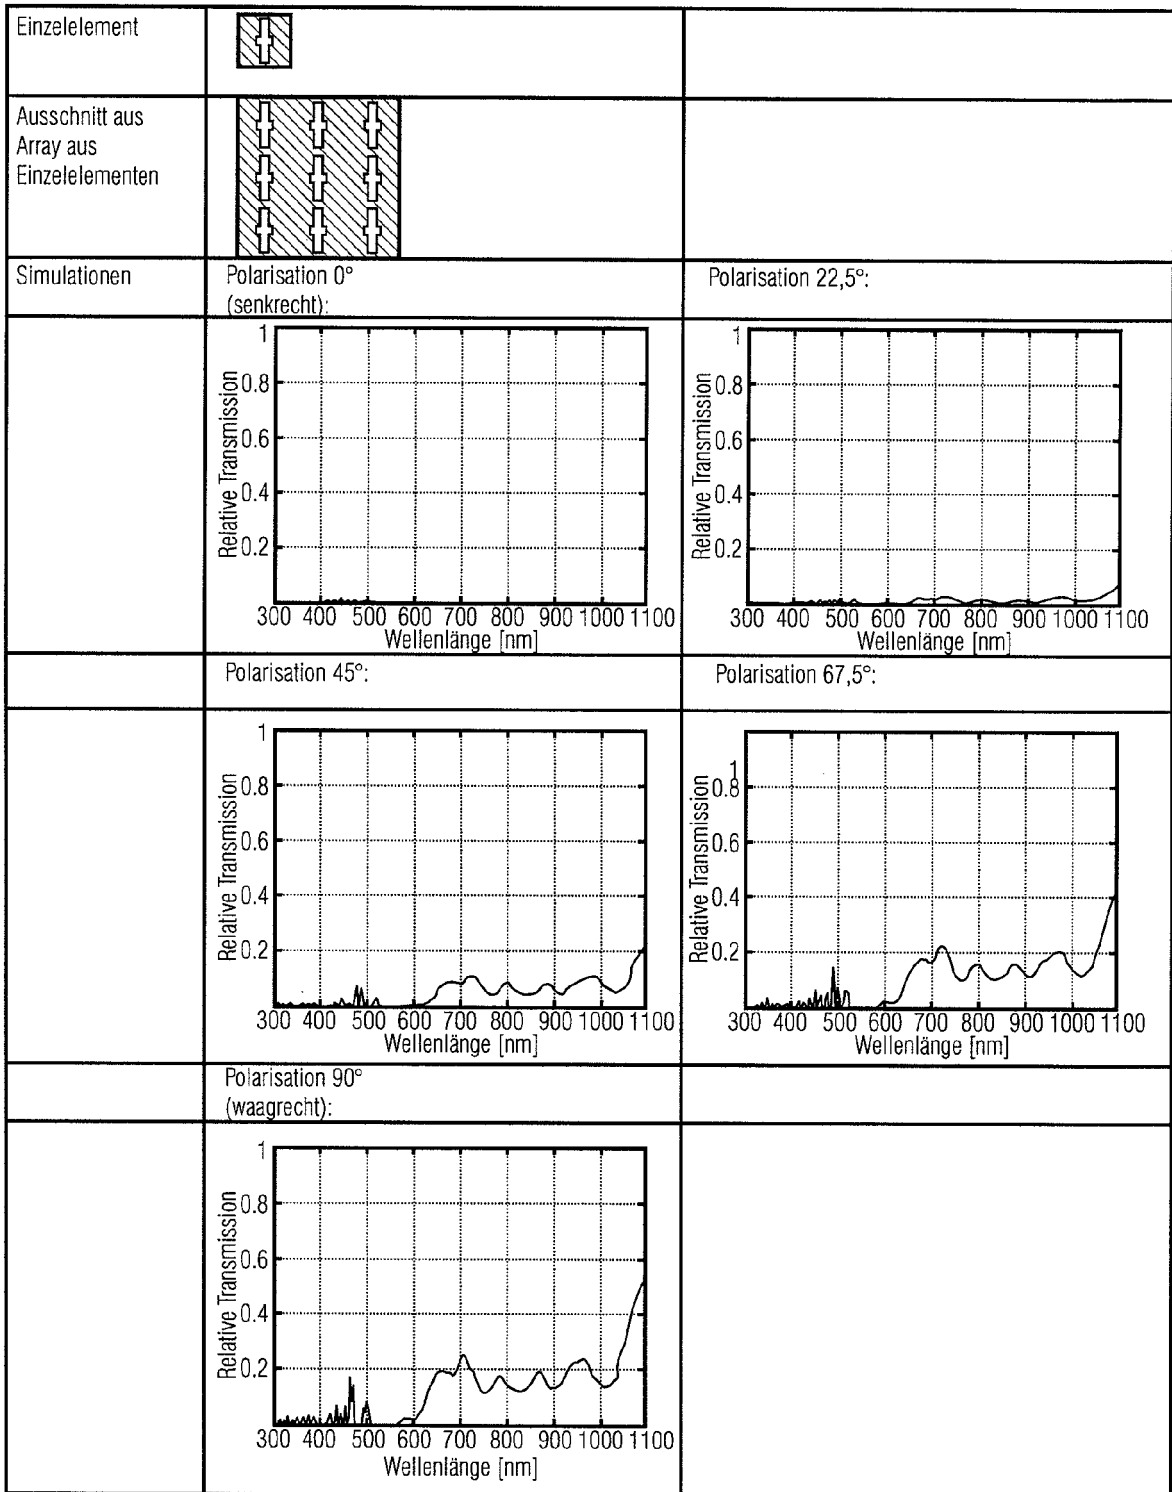 Einzelelement
Ausschnitt aus
Array aus
Einzelelementen
Simulationen
Polarisation 0°
(senkrecht):
Polarisation 22,5°:
Relative Transmission
1
0.8
0.6
0.4
0.2
300 400 500 600 700 800 900 1000 1100
Wellenlänge [nm]
Relative Transmission
1
0.8
0.6
0.4
0.2
300 400 500 600 700 800 900 1000 1100
Wellenlänge [nm]
Polarisation 45°:
Polarisation 67,5°:
Relative Transmission
1
0.8
0.6
0.4
0.2
300 400 500 600 700 800 900 1000 1100
Wellenlänge [nm]
Relative Transmission
1
0.8
0.6
0.4
0.2
300 400 500 600 700 800 900 1000 1100
Wellenlänge [nm]
Polarisation 90°
(waagrecht):
Relative Transmission
1
0.8
0.6
0.4
0.2
300 400 500 600 700 800 900 1000 1100
Wellenlänge [nm]